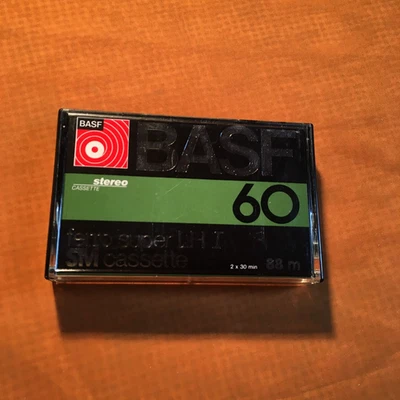 BASF
BASF
stereo
CASSETTE
60
ferro super LH I
SM cassette
2 x 30 min
88 m